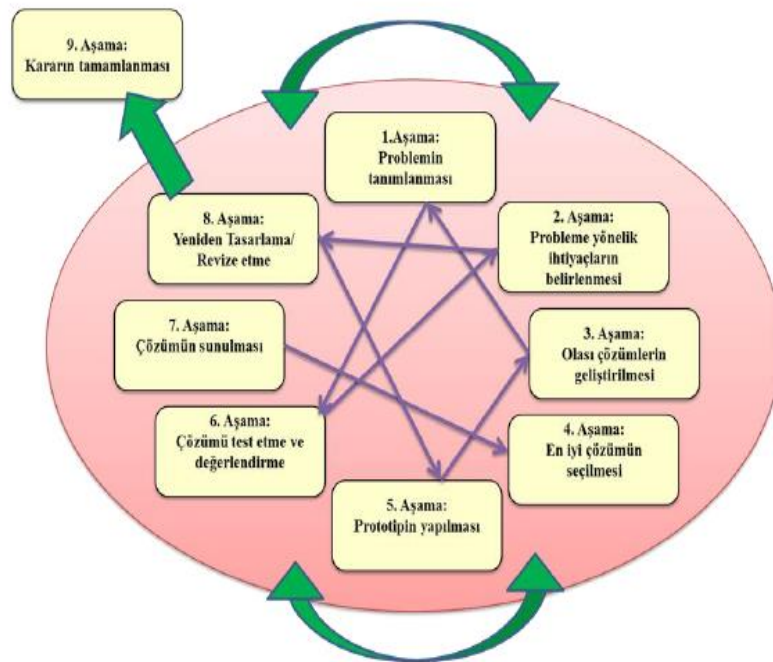 9. Aşama:
Kararın tamamlanması
1.Aşama:
Problemin
tanımlanması
2. Aşama:
Probleme yönelik
ihtiyaçların
belirlenmesi
3. Aşama:
Olası çözümlerin
geliştirilmesi
4. Aşama:
En iyi çözümün
seçilmesi
5. Aşama:
Prototipin yapılması
6. Aşama:
Çözümü test etme ve
değerlendirme
7. Aşama:
Çözümün sunulması
8. Aşama:
Yeniden Tasarlama/
Revize etme